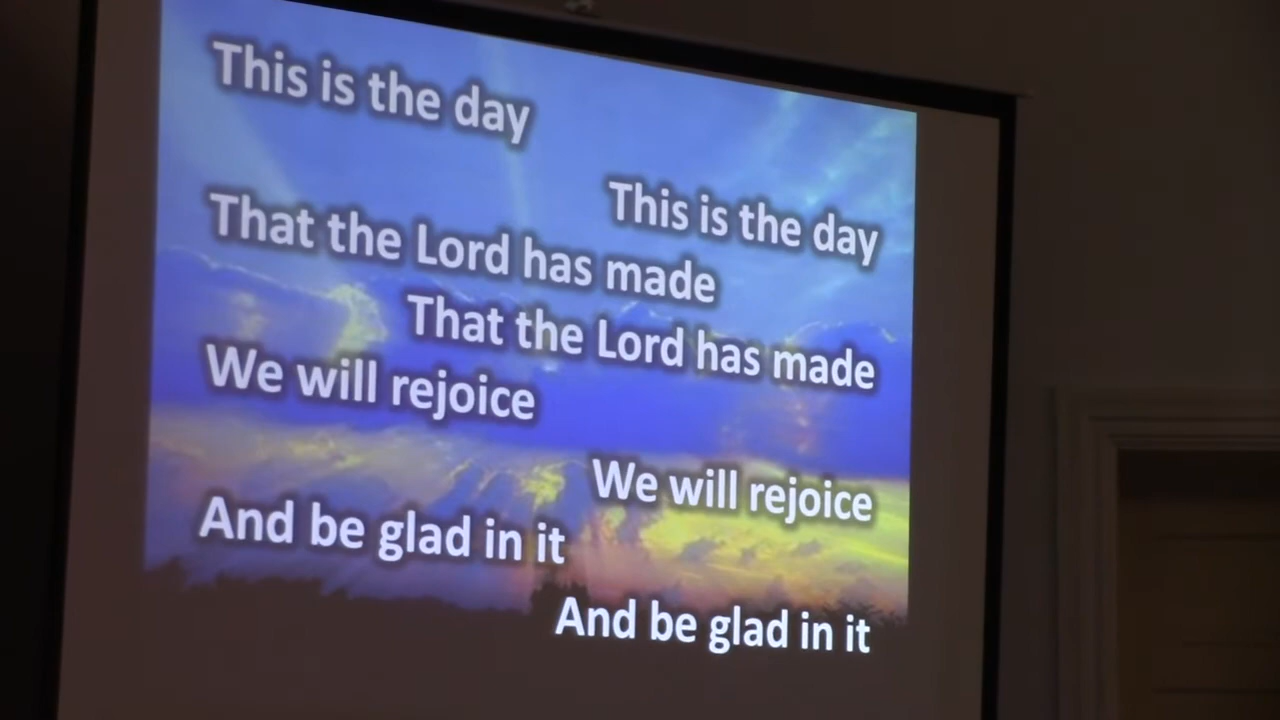 This is the day
This is the day
That the Lord has made
That the Lord has made
We will rejoice
We will rejoice
And be glad in it
And be glad in it